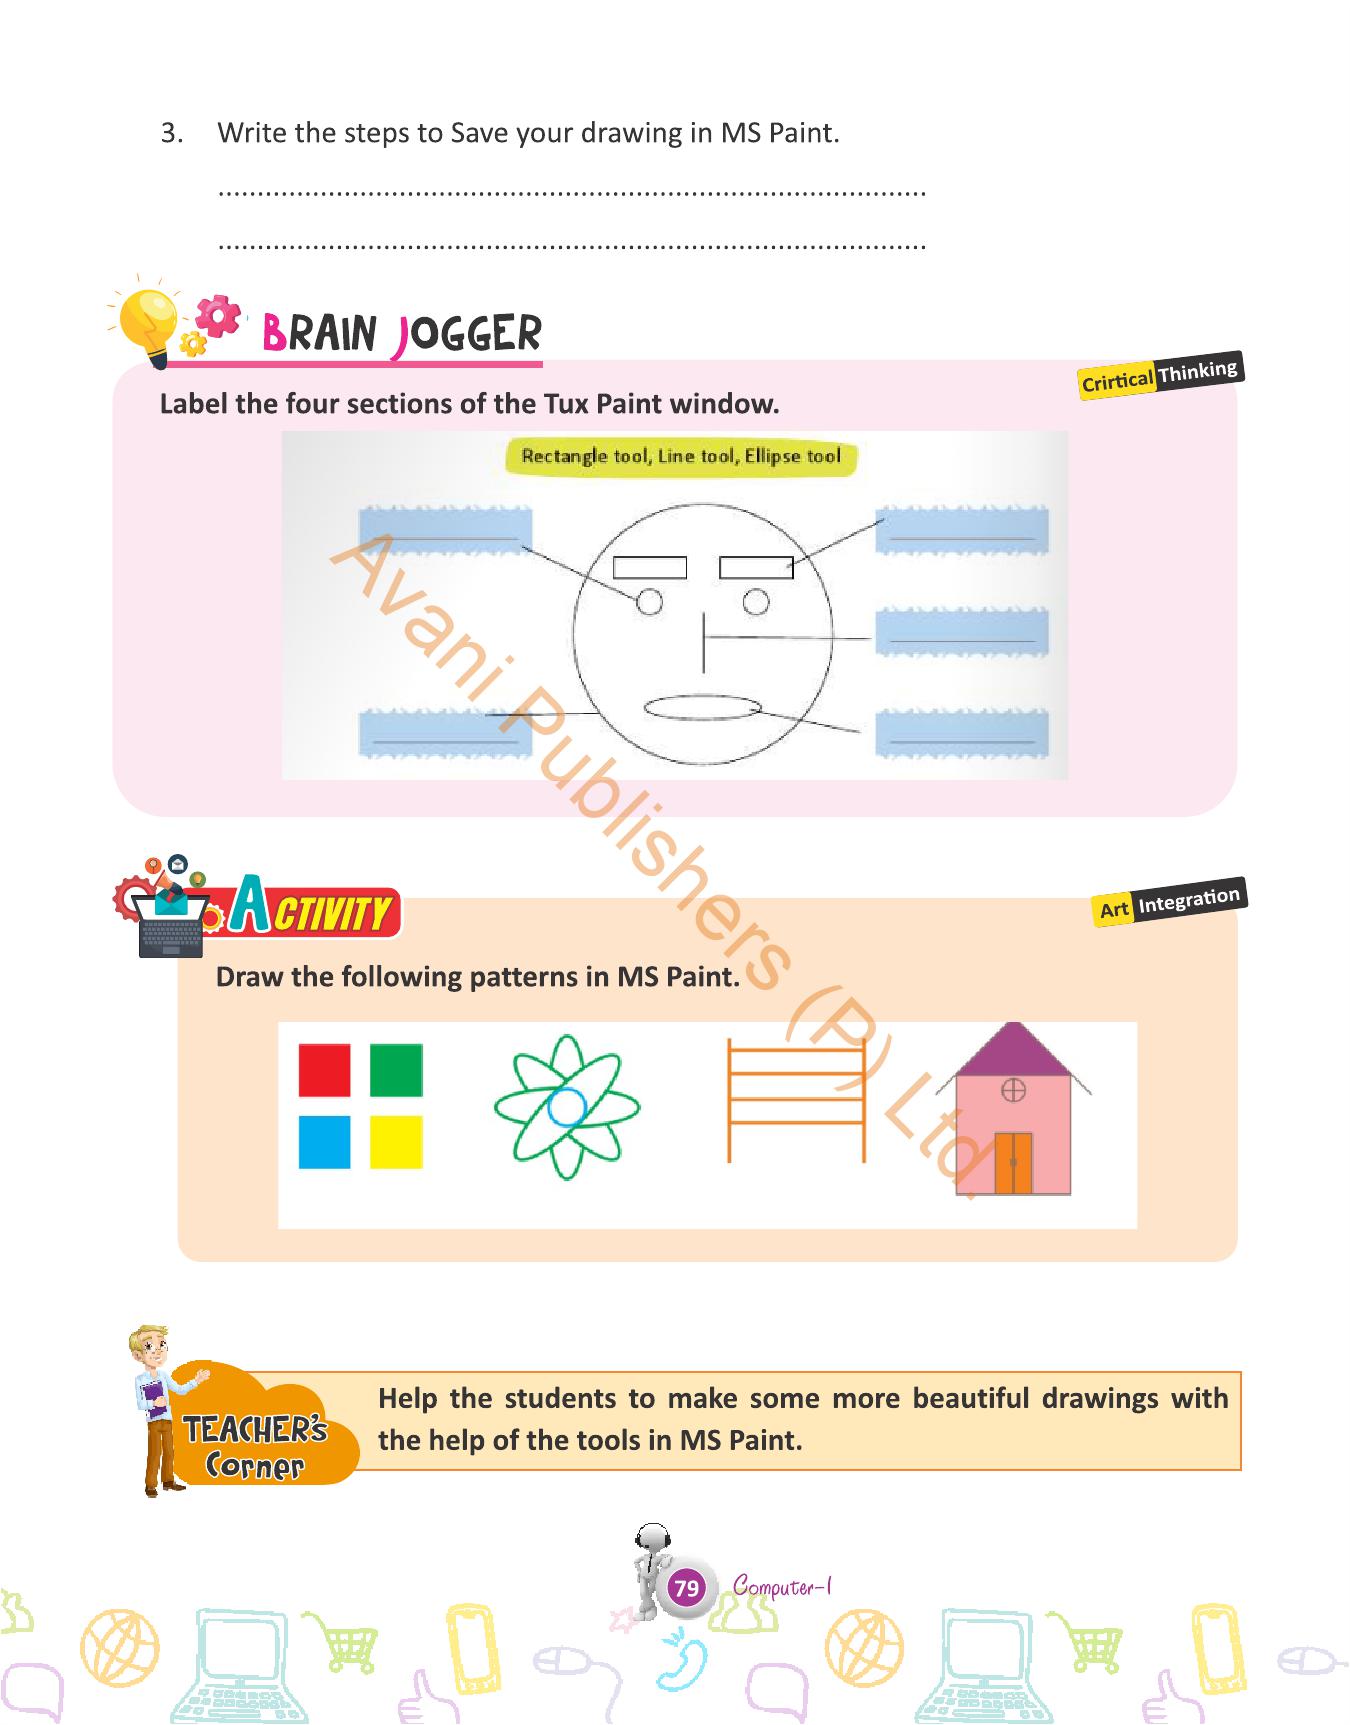 3. Write the steps to Save your drawing in MS Paint.
BRAIN JOGGER
Crirtical Thinking
Label the four sections of the Tux Paint window.
Rectangle tool, Line tool, Ellipse tool
Avani Publishers (P) Ltd.
ACTIVITY
Art Integration
Draw the following patterns in MS Paint.
TEACHER's
Corner
Help the students to make some more beautiful drawings with
the help of the tools in MS Paint.
79 Computer-1